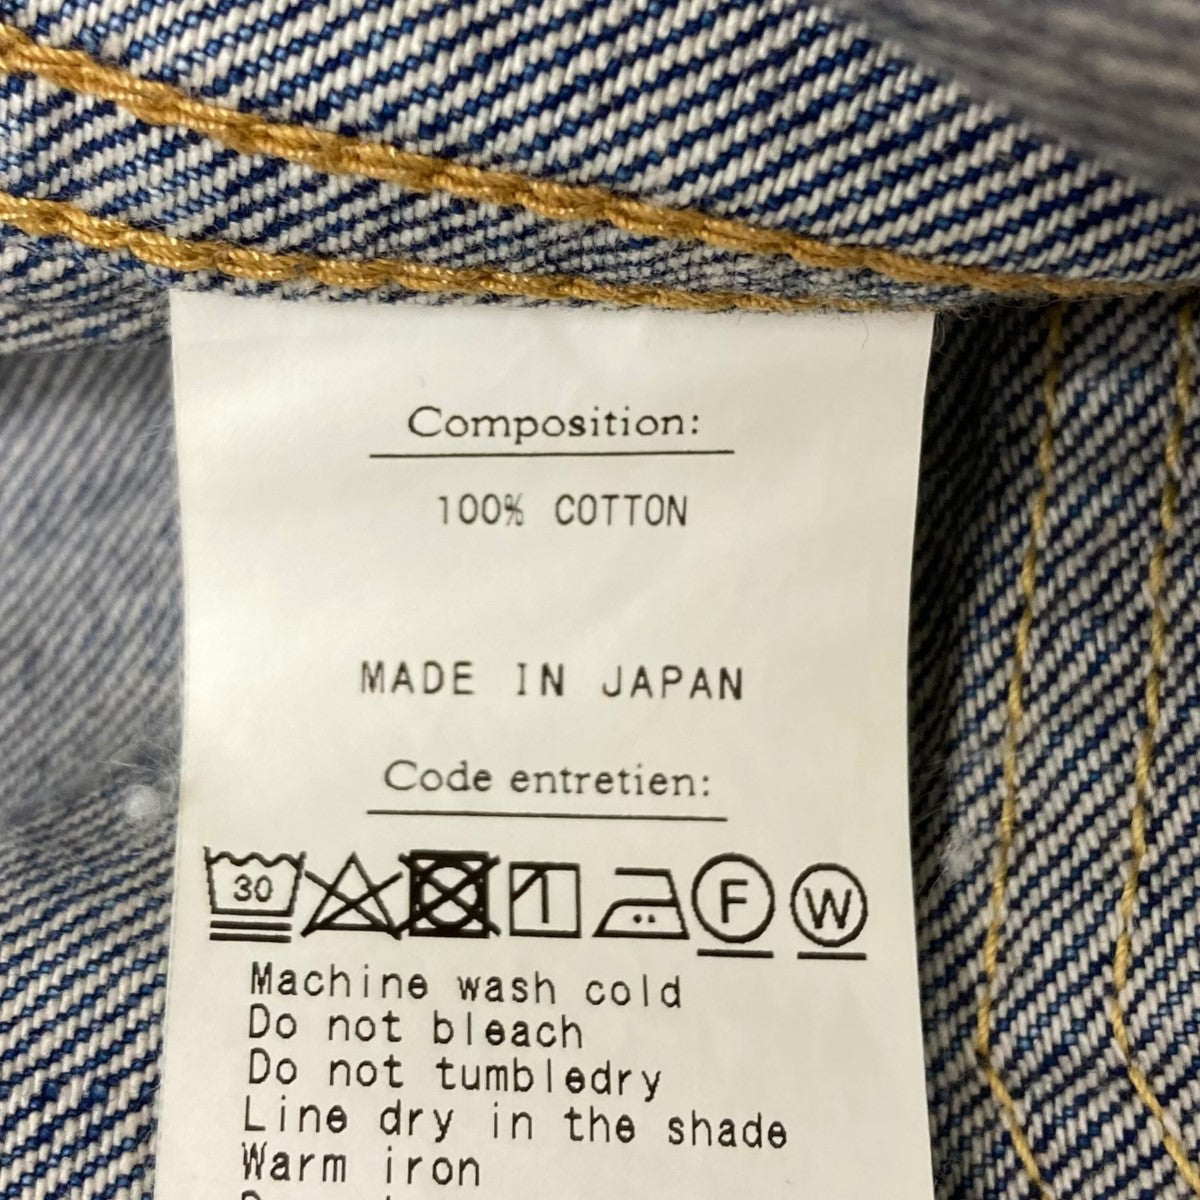 Composition:
100% COTTON
MADE IN JAPAN
Code entretien:
30 F W
Machine wash cold
Do not bleach
Do not tumbledry
Line dry in the shade
Warm iron